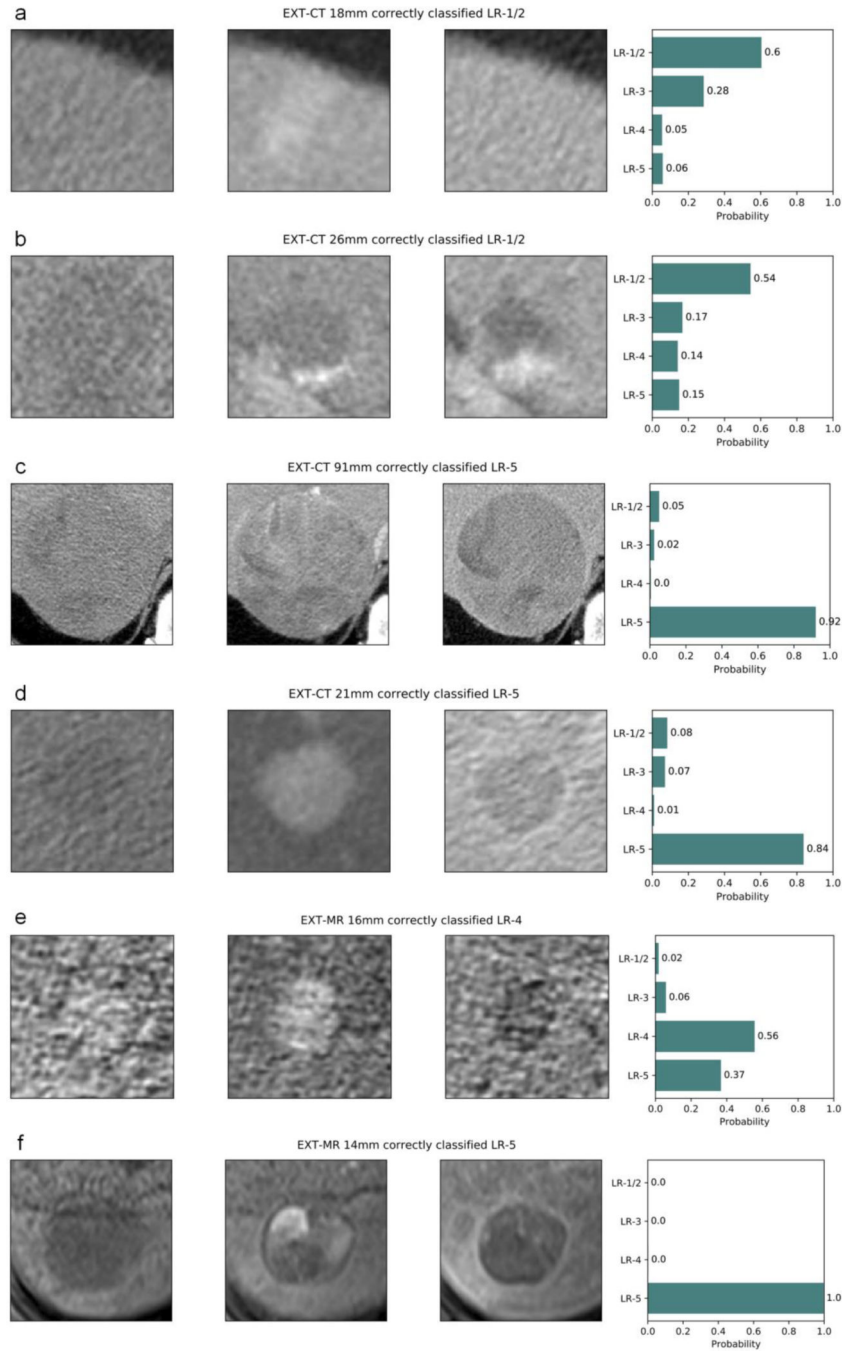 a
EXT-CT 18mm correctly classified LR-1/2
LR-1/2
0.6
LR-3
0.28
LR-4
0.05
LR-5
0.06
0.0 0.2 0.4 0.6 0.8 1.0
Probability
b
EXT-CT 26mm correctly classified LR-1/2
LR-1/2
0.54
LR-3
0.17
LR-4
0.14
LR-5
0.15
0.0 0.2 0.4 0.6 0.8 1.0
Probability
c
EXT-CT 91mm correctly classified LR-5
LR-1/2
0.05
LR-3
0.02
LR-4
0.0
LR-5
0.92
0.0 0.2 0.4 0.6 0.8 1.0
Probability
d
EXT-CT 21mm correctly classified LR-5
LR-1/2
0.08
LR-3
0.07
LR-4
0.01
LR-5
0.84
0.0 0.2 0.4 0.6 0.8 1.0
Probability
e
EXT-MR 16mm correctly classified LR-4
LR-1/2
0.02
LR-3
0.06
LR-4
0.56
LR-5
0.37
0.0 0.2 0.4 0.6 0.8 1.0
Probability
f
EXT-MR 14mm correctly classified LR-5
LR-1/2
0.0
LR-3
0.0
LR-4
0.0
LR-5
1.0
0.0 0.2 0.4 0.6 0.8 1.0
Probability